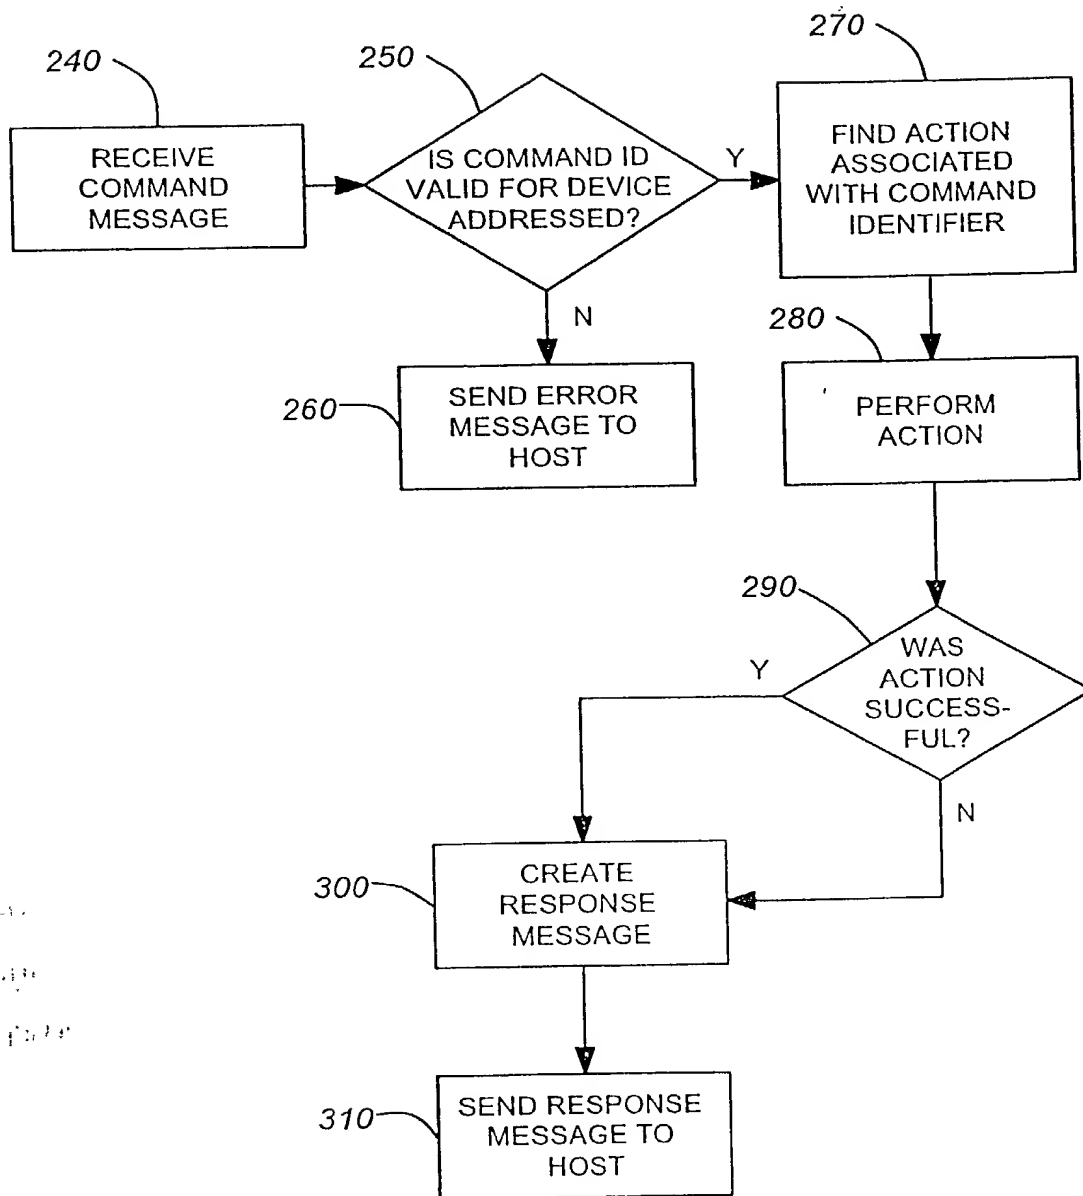 240
250
270
RECEIVE
COMMAND
MESSAGE
IS COMMAND ID
VALID FOR DEVICE
ADDRESSED?
Y
FIND ACTION
ASSOCIATED
WITH COMMAND
IDENTIFIER
N
280
260
SEND ERROR
MESSAGE TO
HOST
PERFORM
ACTION
290
Y
WAS
ACTION
SUCCESS-
FUL?
N
300
CREATE
RESPONSE
MESSAGE
310
SEND RESPONSE
MESSAGE TO
HOST